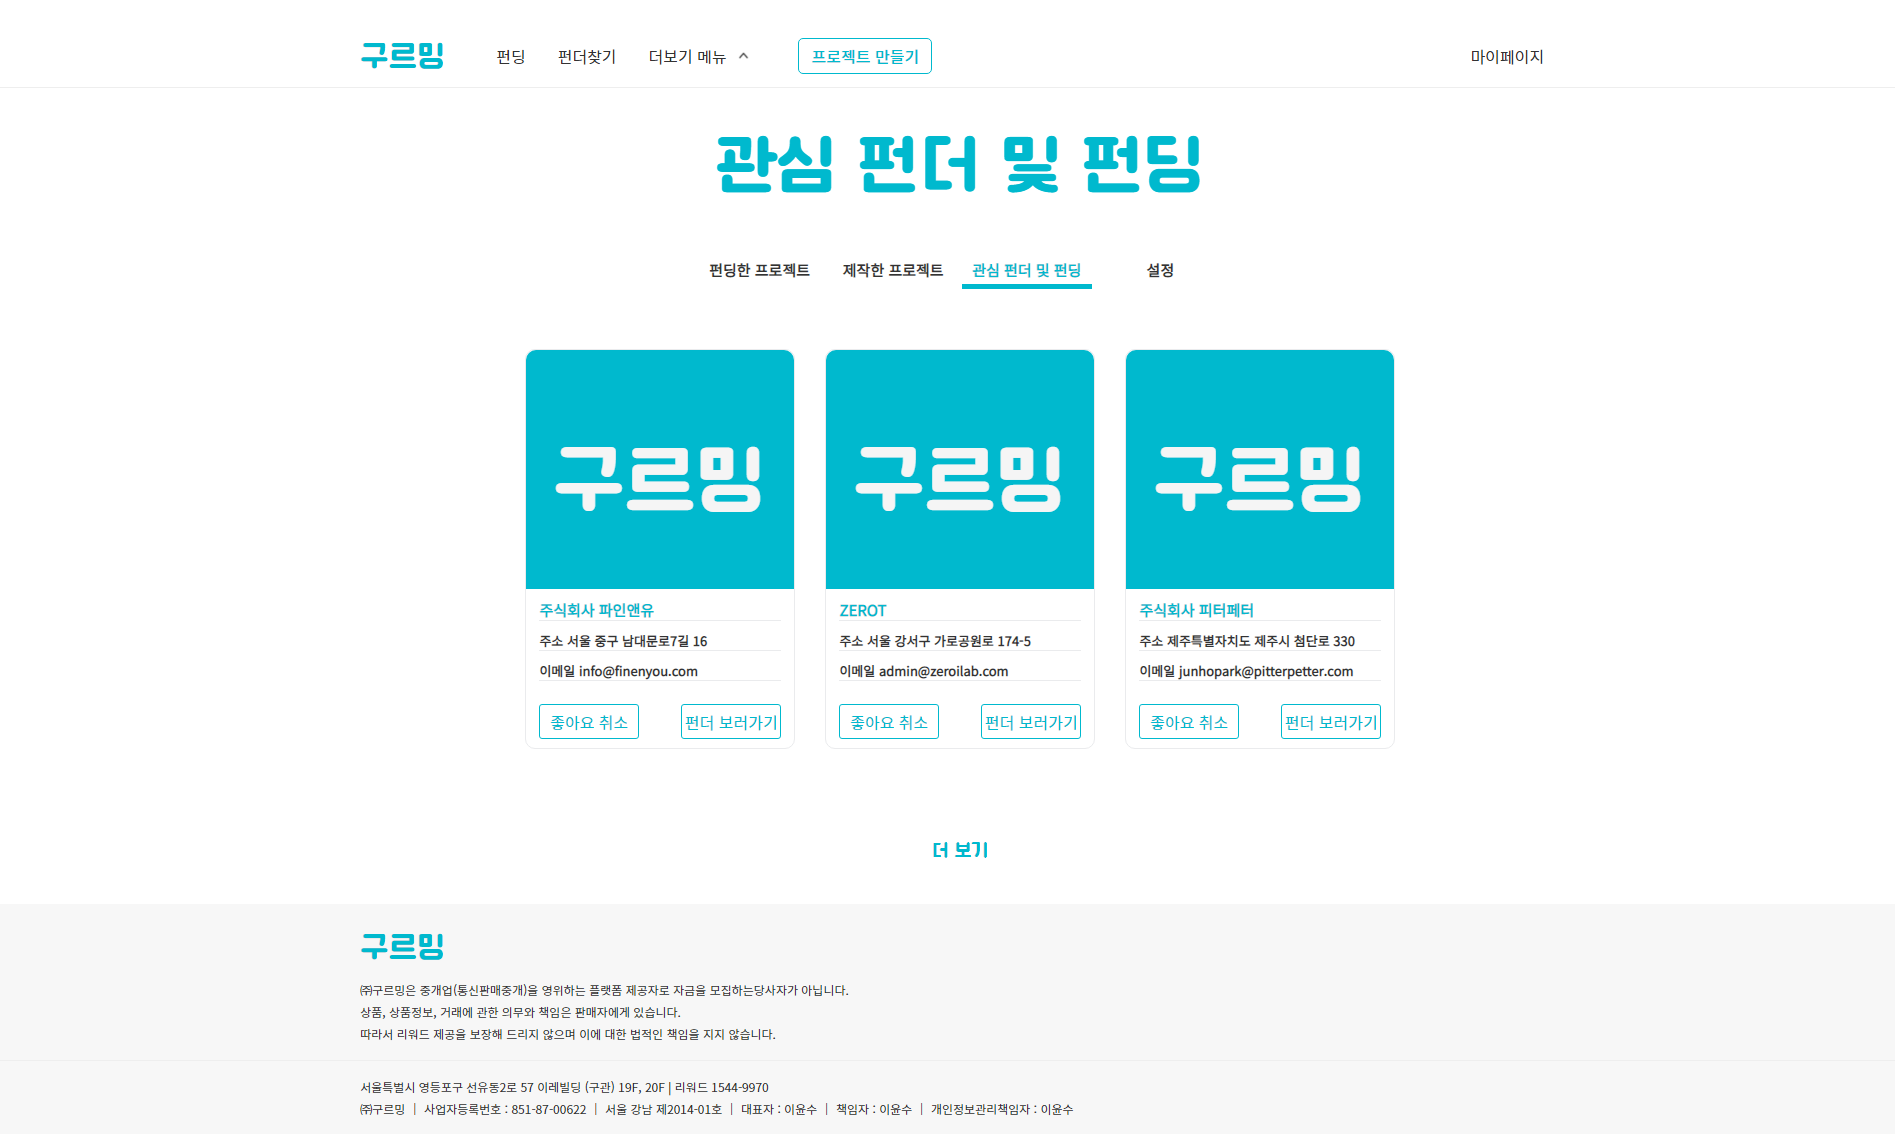 구르밍 펀딩 펀더찾기 더보기 메뉴 프로젝트 만들기 마이페이지
관심 펀더 및 펀딩
펀딩한 프로젝트 제작한 프로젝트 관심 펀더 및 펀딩 설정
구르밍
주식회사 파인앤유
주소 서울 중구 남대문로7길 16
이메일 info@finenyou.com
좋아요 취소 펀더 보러가기
구르밍
ZEROT
주소 서울 강서구 가로공원로 174-5
이메일 admin@zeroilab.com
좋아요 취소 펀더 보러가기
구르밍
주식회사 피터페터
주소 제주특별자치도 제주시 첨단로 330
이메일 junhopark@pitterpetter.com
좋아요 취소 펀더 보러가기
더 보기
구르밍
㈜구르밍은 중개업(통신판매중개)을 영위하는 플랫폼 제공자로 자금을 모집하는당사자가 아닙니다.
상품, 상품정보, 거래에 관한 의무와 책임은 판매자에게 있습니다.
따라서 리워드 제공을 보장해 드리지 않으며 이에 대한 법적인 책임을 지지 않습니다.
서울특벌시 영등포구 선유동2로 57 이레빌딩 (구관) 19F, 20F | 리워드 1544-9970
㈜구르밍 | 사업자등록번호 : 851-87-00622 | 서울 강남 제2014-01호 | 대표자 : 이윤수 | 책임자 : 이윤수 | 개인정보관리책임자 : 이윤수